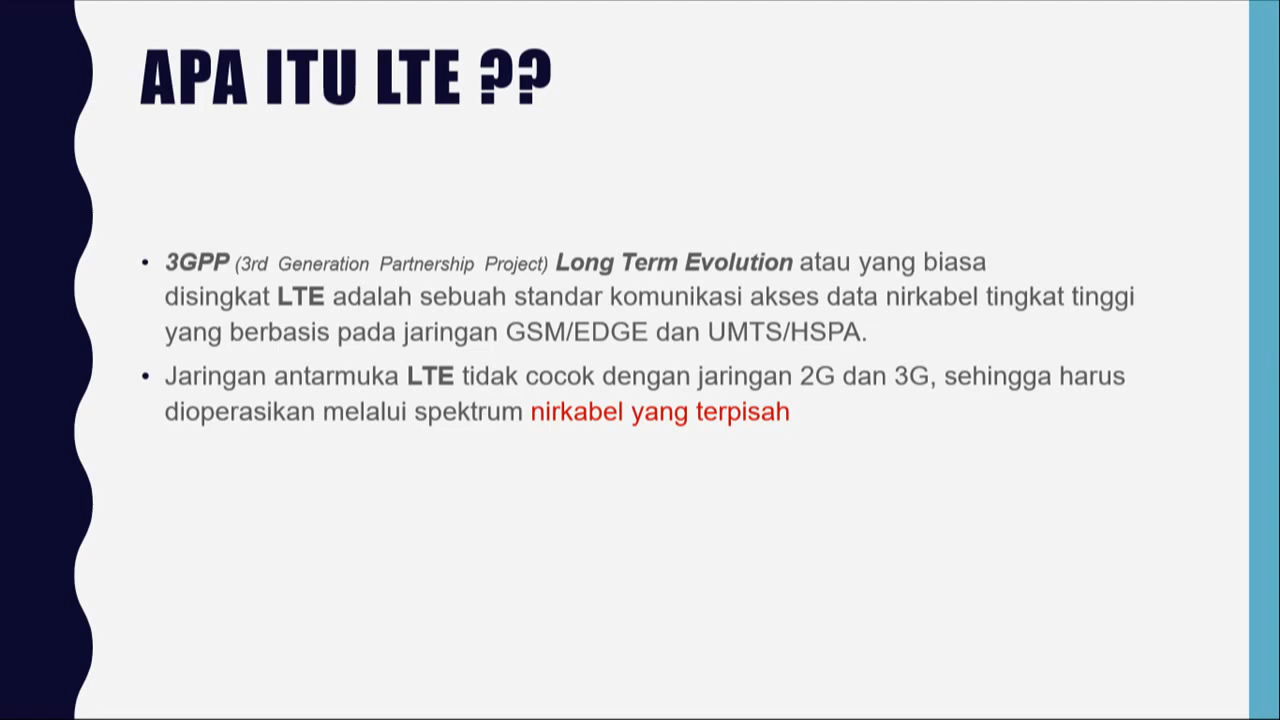 APA ITU LTE ??
• 3GPP (3rd Generation Partnership Project) Long Term Evolution atau yang biasa
disingkat LTE adalah sebuah standar komunikasi akses data nirkabel tingkat tinggi
yang berbasis pada jaringan GSM/EDGE dan UMTS/HSPA.
• Jaringan antarmuka LTE tidak cocok dengan jaringan 2G dan 3G, sehingga harus
dioperasikan melalui spektrum nirkabel yang terpisah